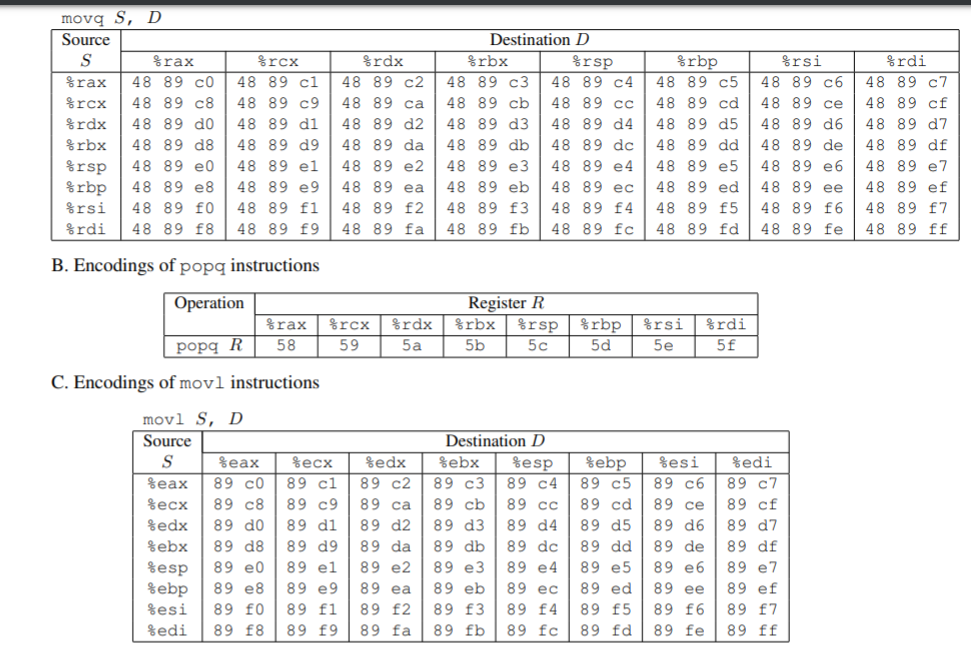 movq S, D
Source Destination D
S %rax %rcx %rdx %rbx %rsp %rbp %rsi %rdi
%rax 48 89 c0 48 89 c1 48 89 c2 48 89 c3 48 89 c4 48 89 c5 48 89 c6 48 89 c7
%rcx 48 89 c8 48 89 c9 48 89 ca 48 89 cb 48 89 cc 48 89 cd 48 89 ce 48 89 cf
%rdx 48 89 d0 48 89 d1 48 89 d2 48 89 d3 48 89 d4 48 89 d5 48 89 d6 48 89 d7
%rbx 48 89 d8 48 89 d9 48 89 da 48 89 db 48 89 dc 48 89 dd 48 89 de 48 89 df
%rsp 48 89 e0 48 89 e1 48 89 e2 48 89 e3 48 89 e4 48 89 e5 48 89 e6 48 89 e7
%rbp 48 89 e8 48 89 e9 48 89 ea 48 89 eb 48 89 ec 48 89 ed 48 89 ee 48 89 ef
%rsi 48 89 f0 48 89 f1 48 89 f2 48 89 f3 48 89 f4 48 89 f5 48 89 f6 48 89 f7
%rdi 48 89 f8 48 89 f9 48 89 fa 48 89 fb 48 89 fc 48 89 fd 48 89 fe 48 89 ff
B. Encodings of popq instructions
Operation Register R
%rax %rcx %rdx %rbx %rsp %rbp %rsi %rdi
popq R 58 59 5a 5b 5c 5d 5e 5f
C. Encodings of movl instructions
movl S, D
Source Destination D
S %eax %ecx %edx %ebx %esp %ebp %esi %edi
%eax 89 c0 89 c1 89 c2 89 c3 89 c4 89 c5 89 c6 89 c7
%ecx 89 c8 89 c9 89 ca 89 cb 89 cc 89 cd 89 ce 89 cf
%edx 89 d0 89 d1 89 d2 89 d3 89 d4 89 d5 89 d6 89 d7
%ebx 89 d8 89 d9 89 da 89 db 89 dc 89 dd 89 de 89 df
%esp 89 e0 89 e1 89 e2 89 e3 89 e4 89 e5 89 e6 89 e7
%ebp 89 e8 89 e9 89 ea 89 eb 89 ec 89 ed 89 ee 89 ef
%esi 89 f0 89 f1 89 f2 89 f3 89 f4 89 f5 89 f6 89 f7
%edi 89 f8 89 f9 89 fa 89 fb 89 fc 89 fd 89 fe 89 ff